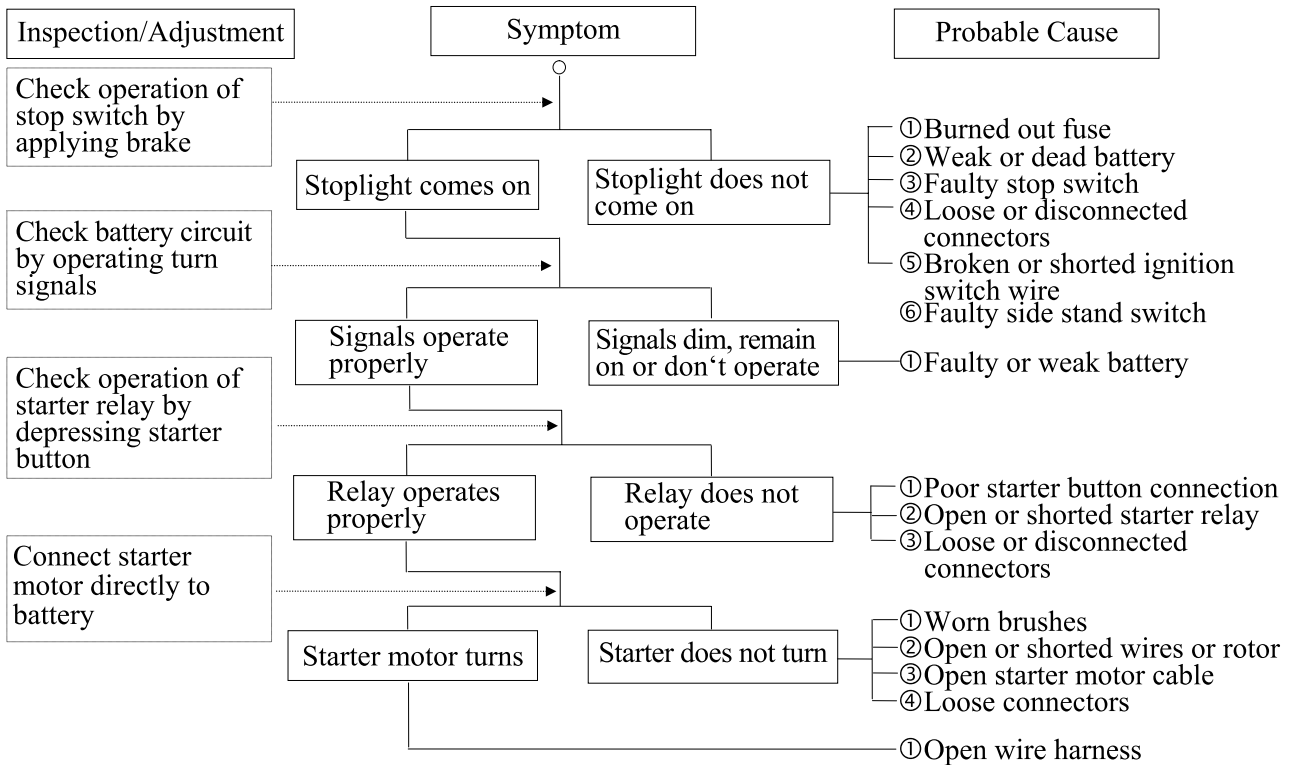 Inspection/Adjustment
Symptom
Probable Cause
Check operation of
stop switch by
applying brake
Stoplight comes on
Stoplight does not
come on
①Burned out fuse
②Weak or dead battery
③Faulty stop switch
④Loose or disconnected
connectors
⑤Broken or shorted ignition
switch wire
⑥Faulty side stand switch
Check battery circuit
by operating turn
signals
Signals operate
properly
Signals dim, remain
on or don‘t operate
①Faulty or weak battery
Check operation of
starter relay by
depressing starter
button
Relay operates
properly
Relay does not
operate
①Poor starter button connection
②Open or shorted starter relay
③Loose or disconnected
connectors
Connect starter
motor directly to
battery
Starter motor turns
Starter does not turn
①Worn brushes
②Open or shorted wires or rotor
③Open starter motor cable
④Loose connectors
①Open wire harness